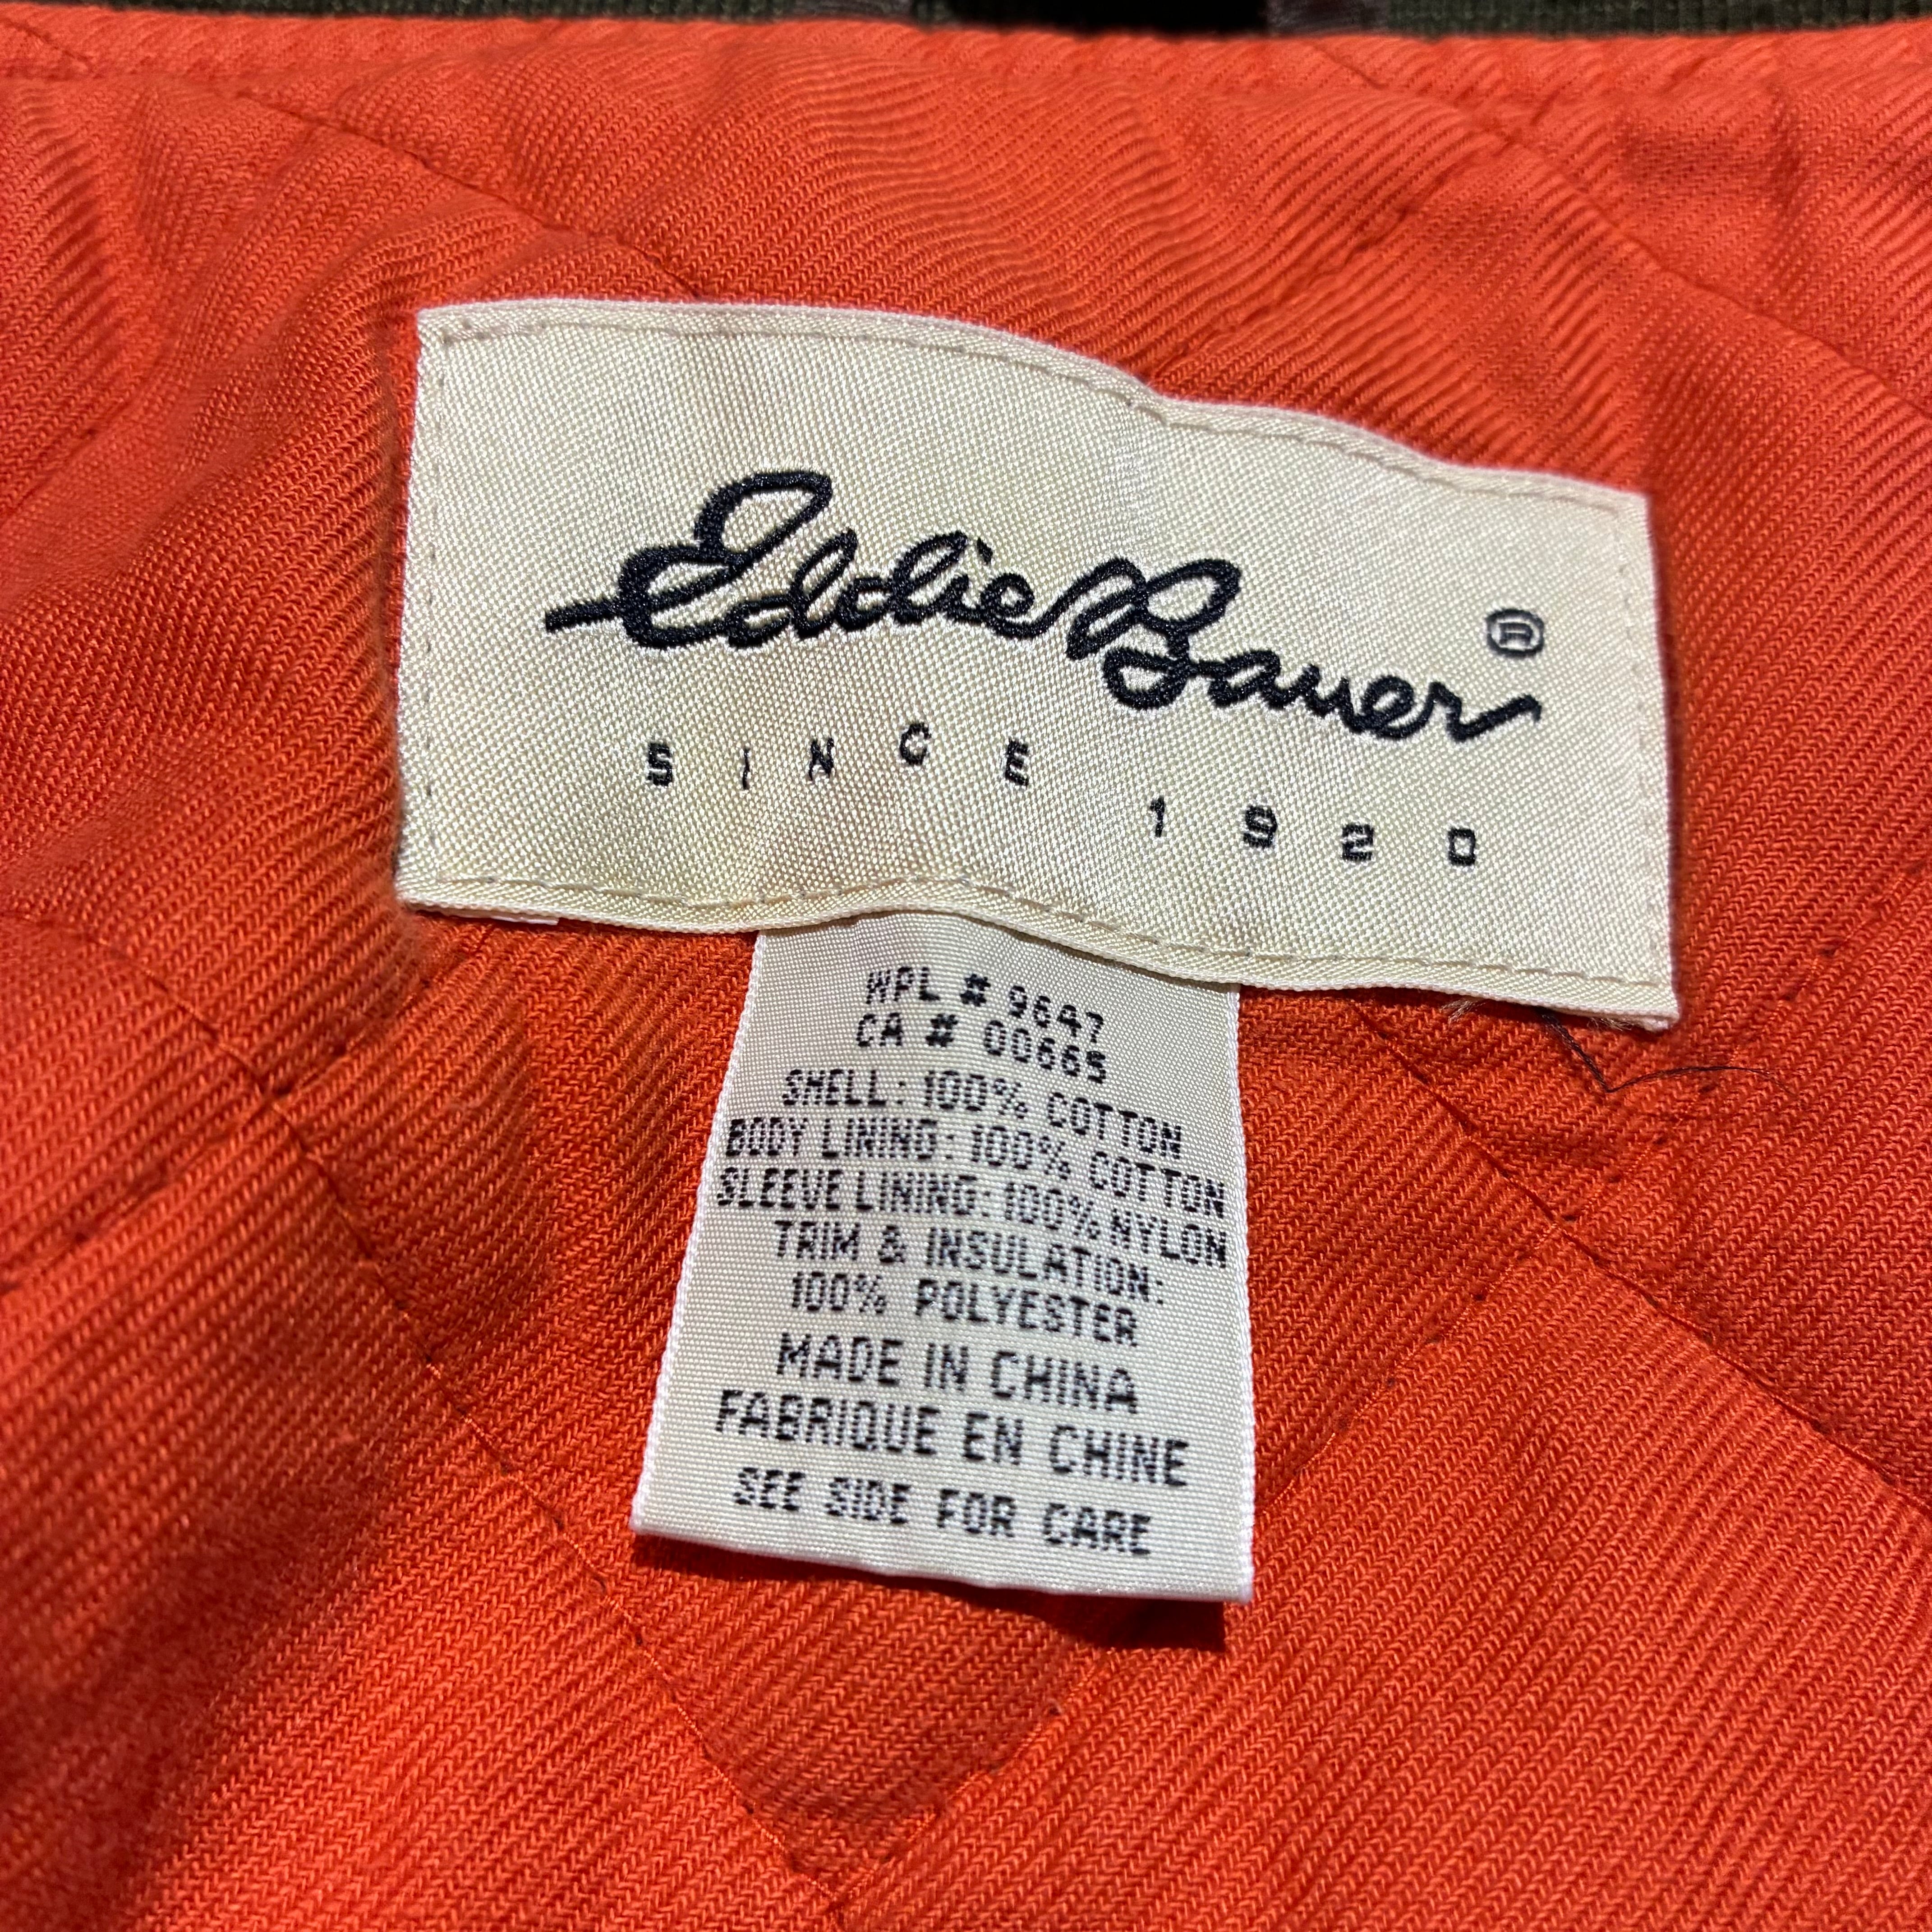 Eddie Bauer ®
SINCE 1920
WPL # 9647
CA # 00665
SHELL: 100% COTTON
BODY LINING: 100% COTTON
SLEEVE LINING: 100% NYLON
TRIM & INSULATION:
100% POLYESTER
MADE IN CHINA
FABRIQUE EN CHINE
SEE SIDE FOR CARE